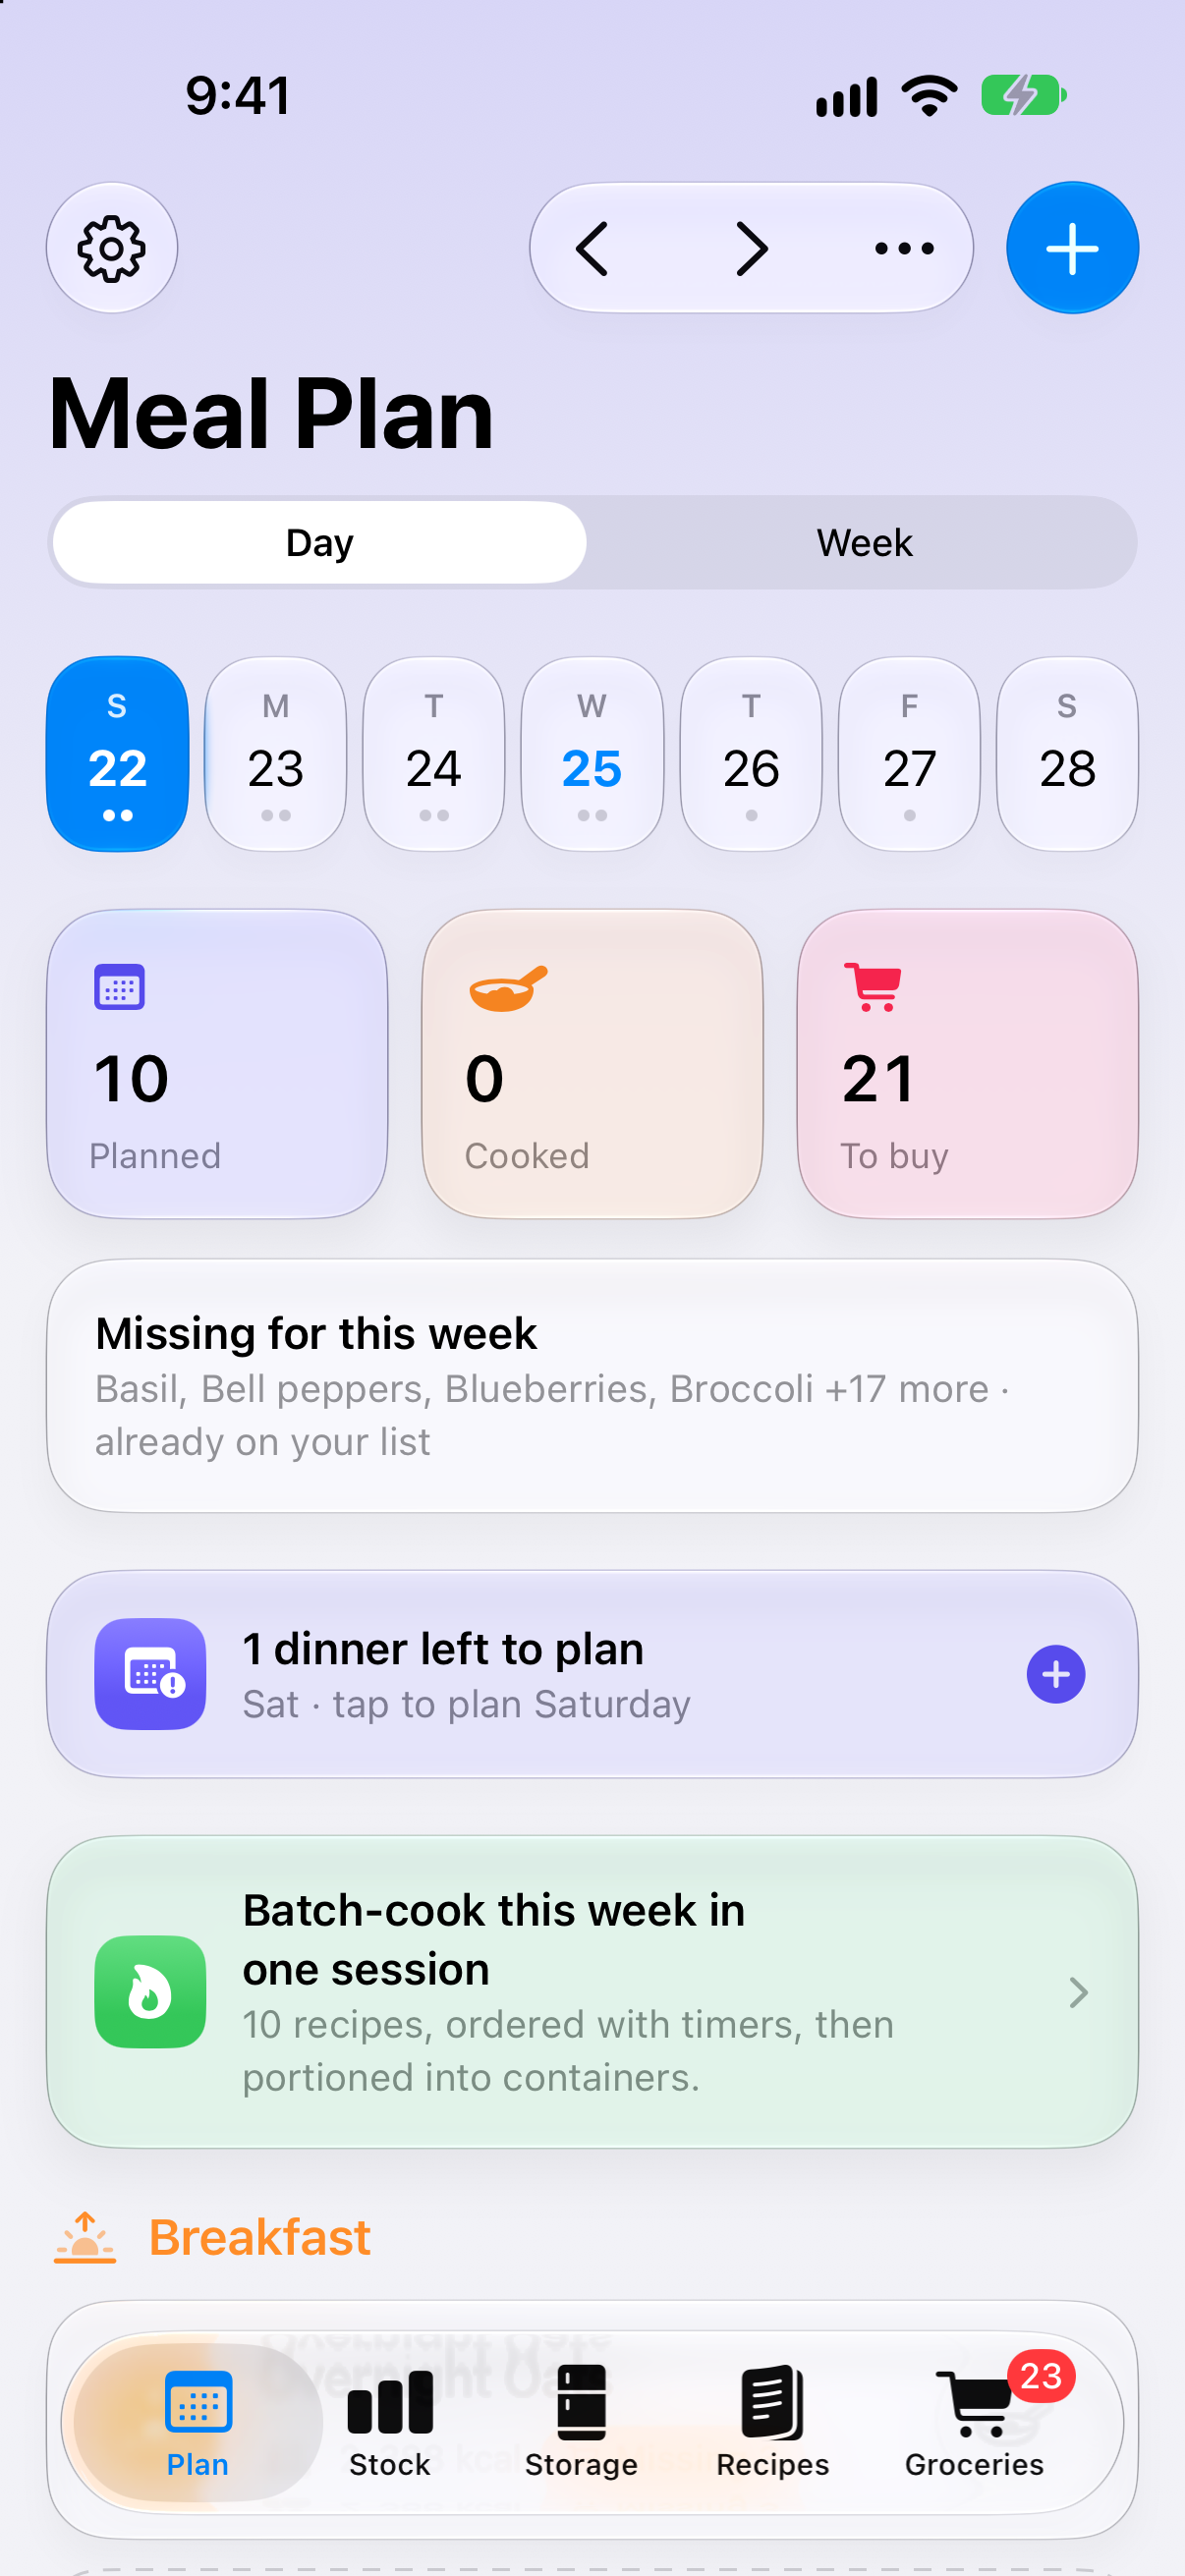 9:41
Meal Plan
Day
Week
S
22
M
23
T
24
W
25
T
26
F
27
S
28
10
Planned
0
Cooked
21
To buy
Missing for this week
Basil, Bell peppers, Blueberries, Broccoli +17 more ·
already on your list
1 dinner left to plan
Sat · tap to plan Saturday
Batch-cook this week in
one session
10 recipes, ordered with timers, then
portioned into containers.
Breakfast
23
Plan
Stock
Storage
Recipes
Groceries